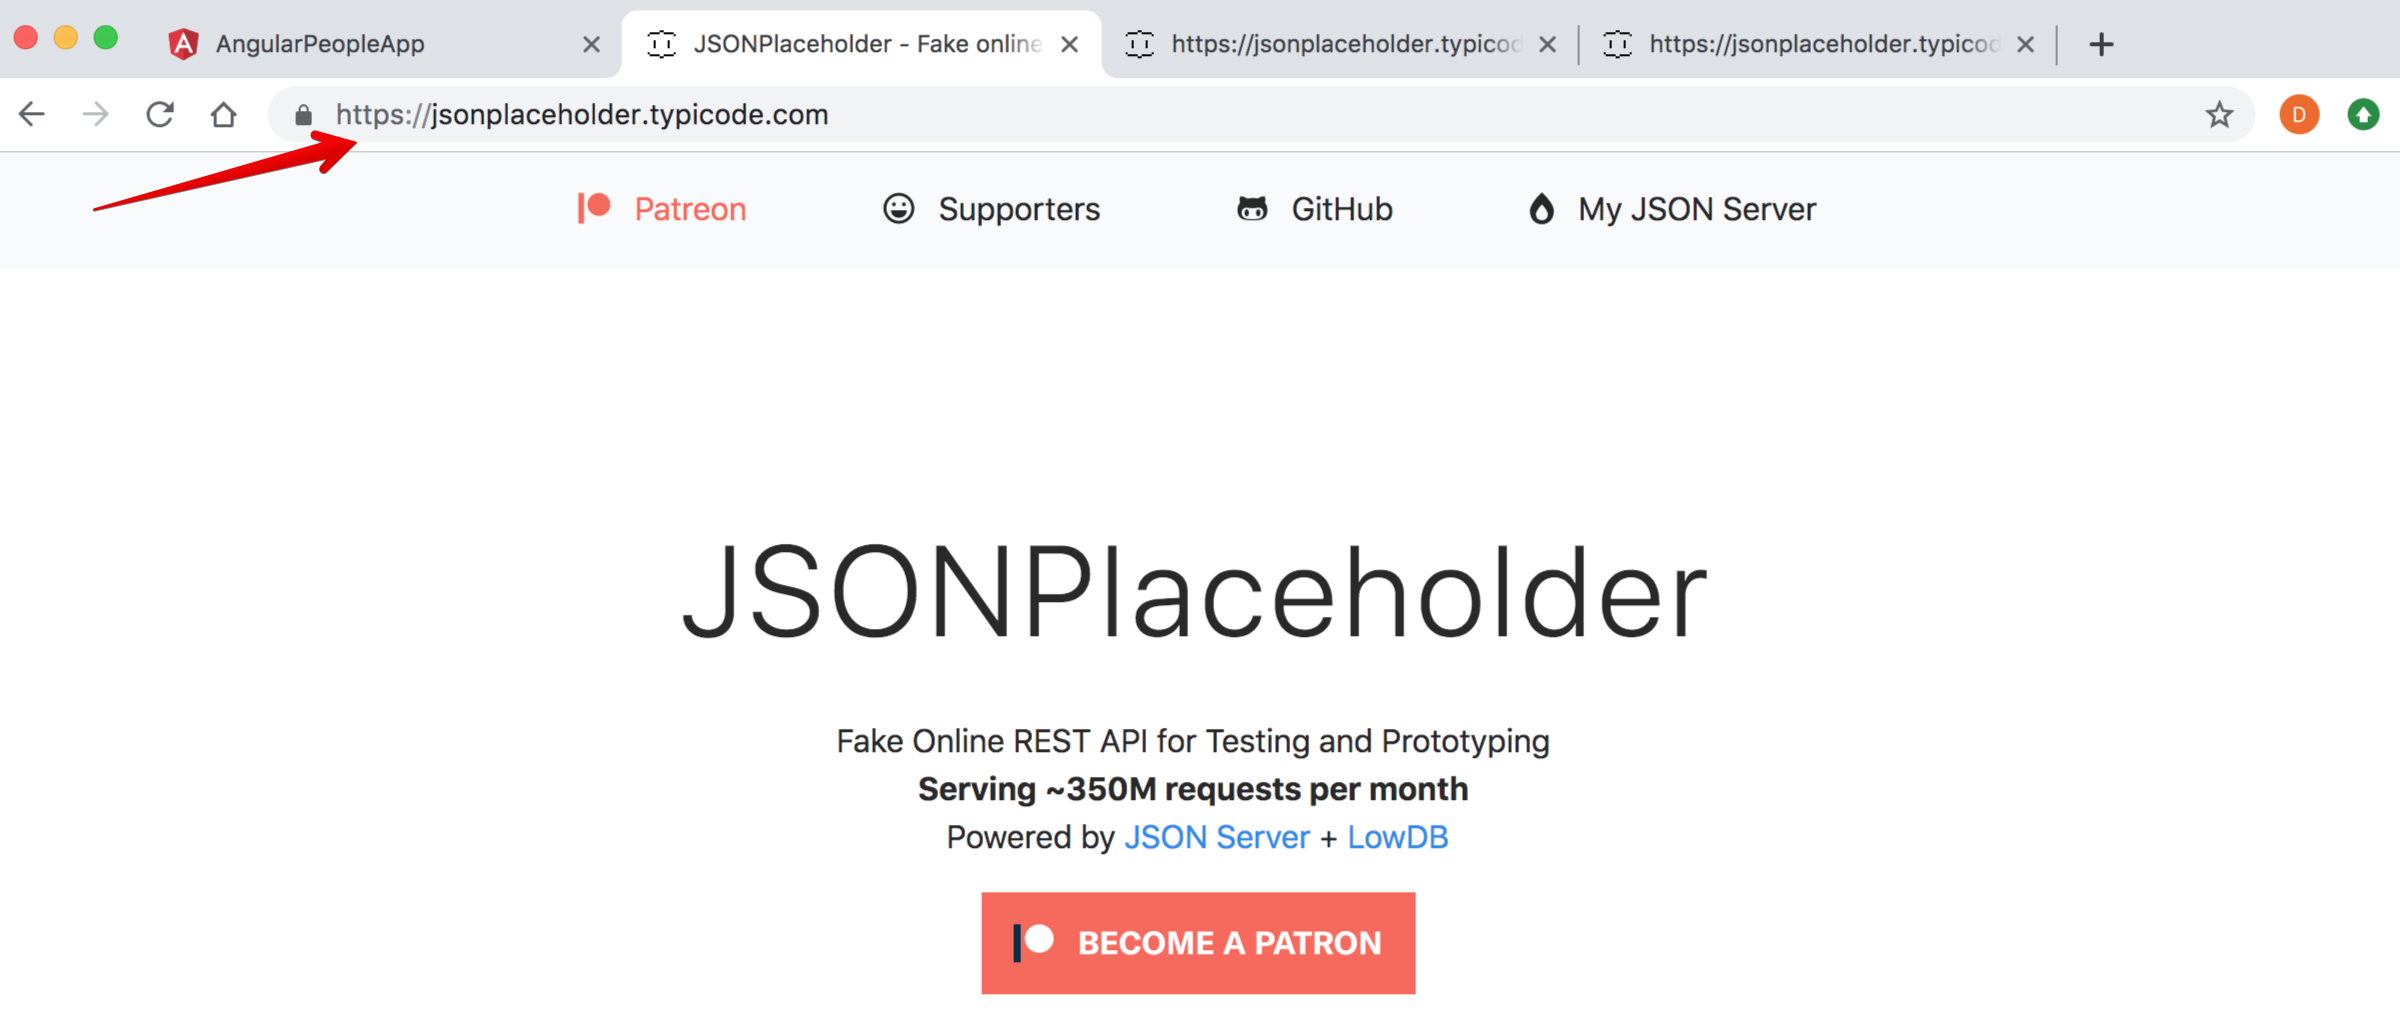 AngularPeopleApp
JSONPlaceholder - Fake online
https://jsonplaceholder.typicod
https://jsonplaceholder.typicod
https://jsonplaceholder.typicode.com
D
Patreon
Supporters
GitHub
My JSON Server
JSONPlaceholder
Fake Online REST API for Testing and Prototyping
Serving ~350M requests per month
Powered by JSON Server + LowDB
BECOME A PATRON